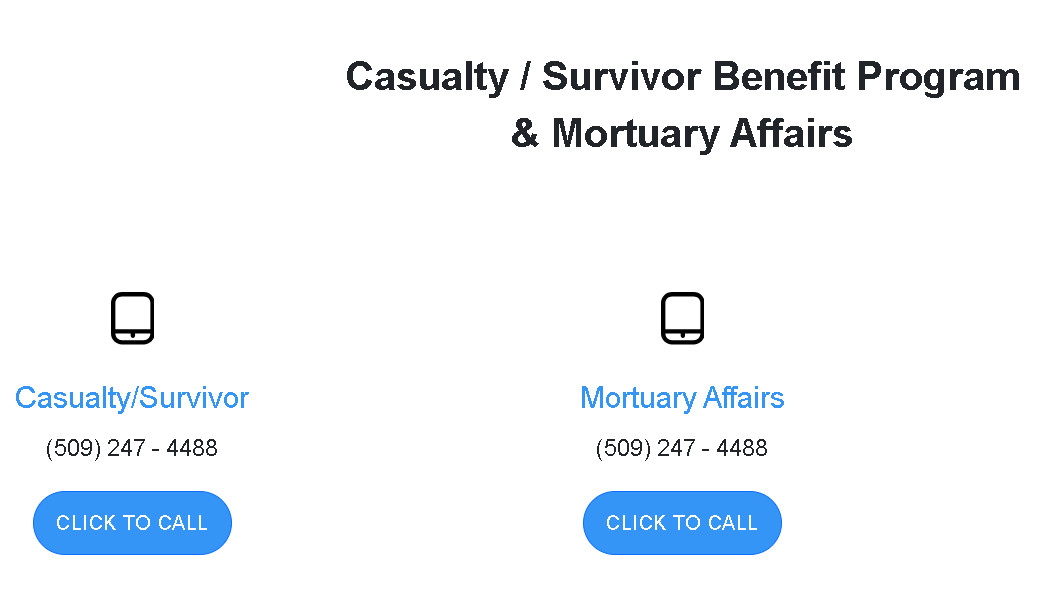 Casualty / Survivor Benefit Program
& Mortuary Affairs
Casualty/Survivor
(509) 247 - 4488
CLICK TO CALL
Mortuary Affairs
(509) 247 - 4488
CLICK TO CALL